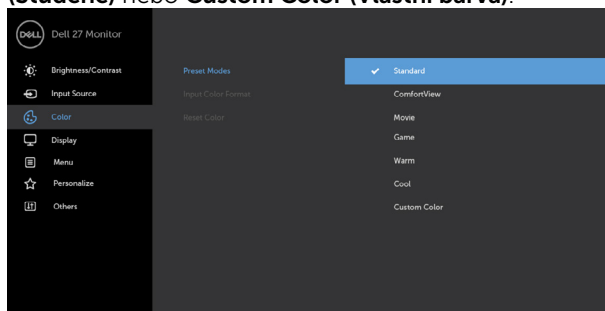 (Studené) nebo Custom Color (Vlastní barva).
DELL Dell 27 Monitor
Brightness/Contrast Preset Modes Standard
Input Source Input Color Format ComfortView
Color Reset Color Movie
Display Game
Menu Warm
Personalize Cool
Others Custom Color